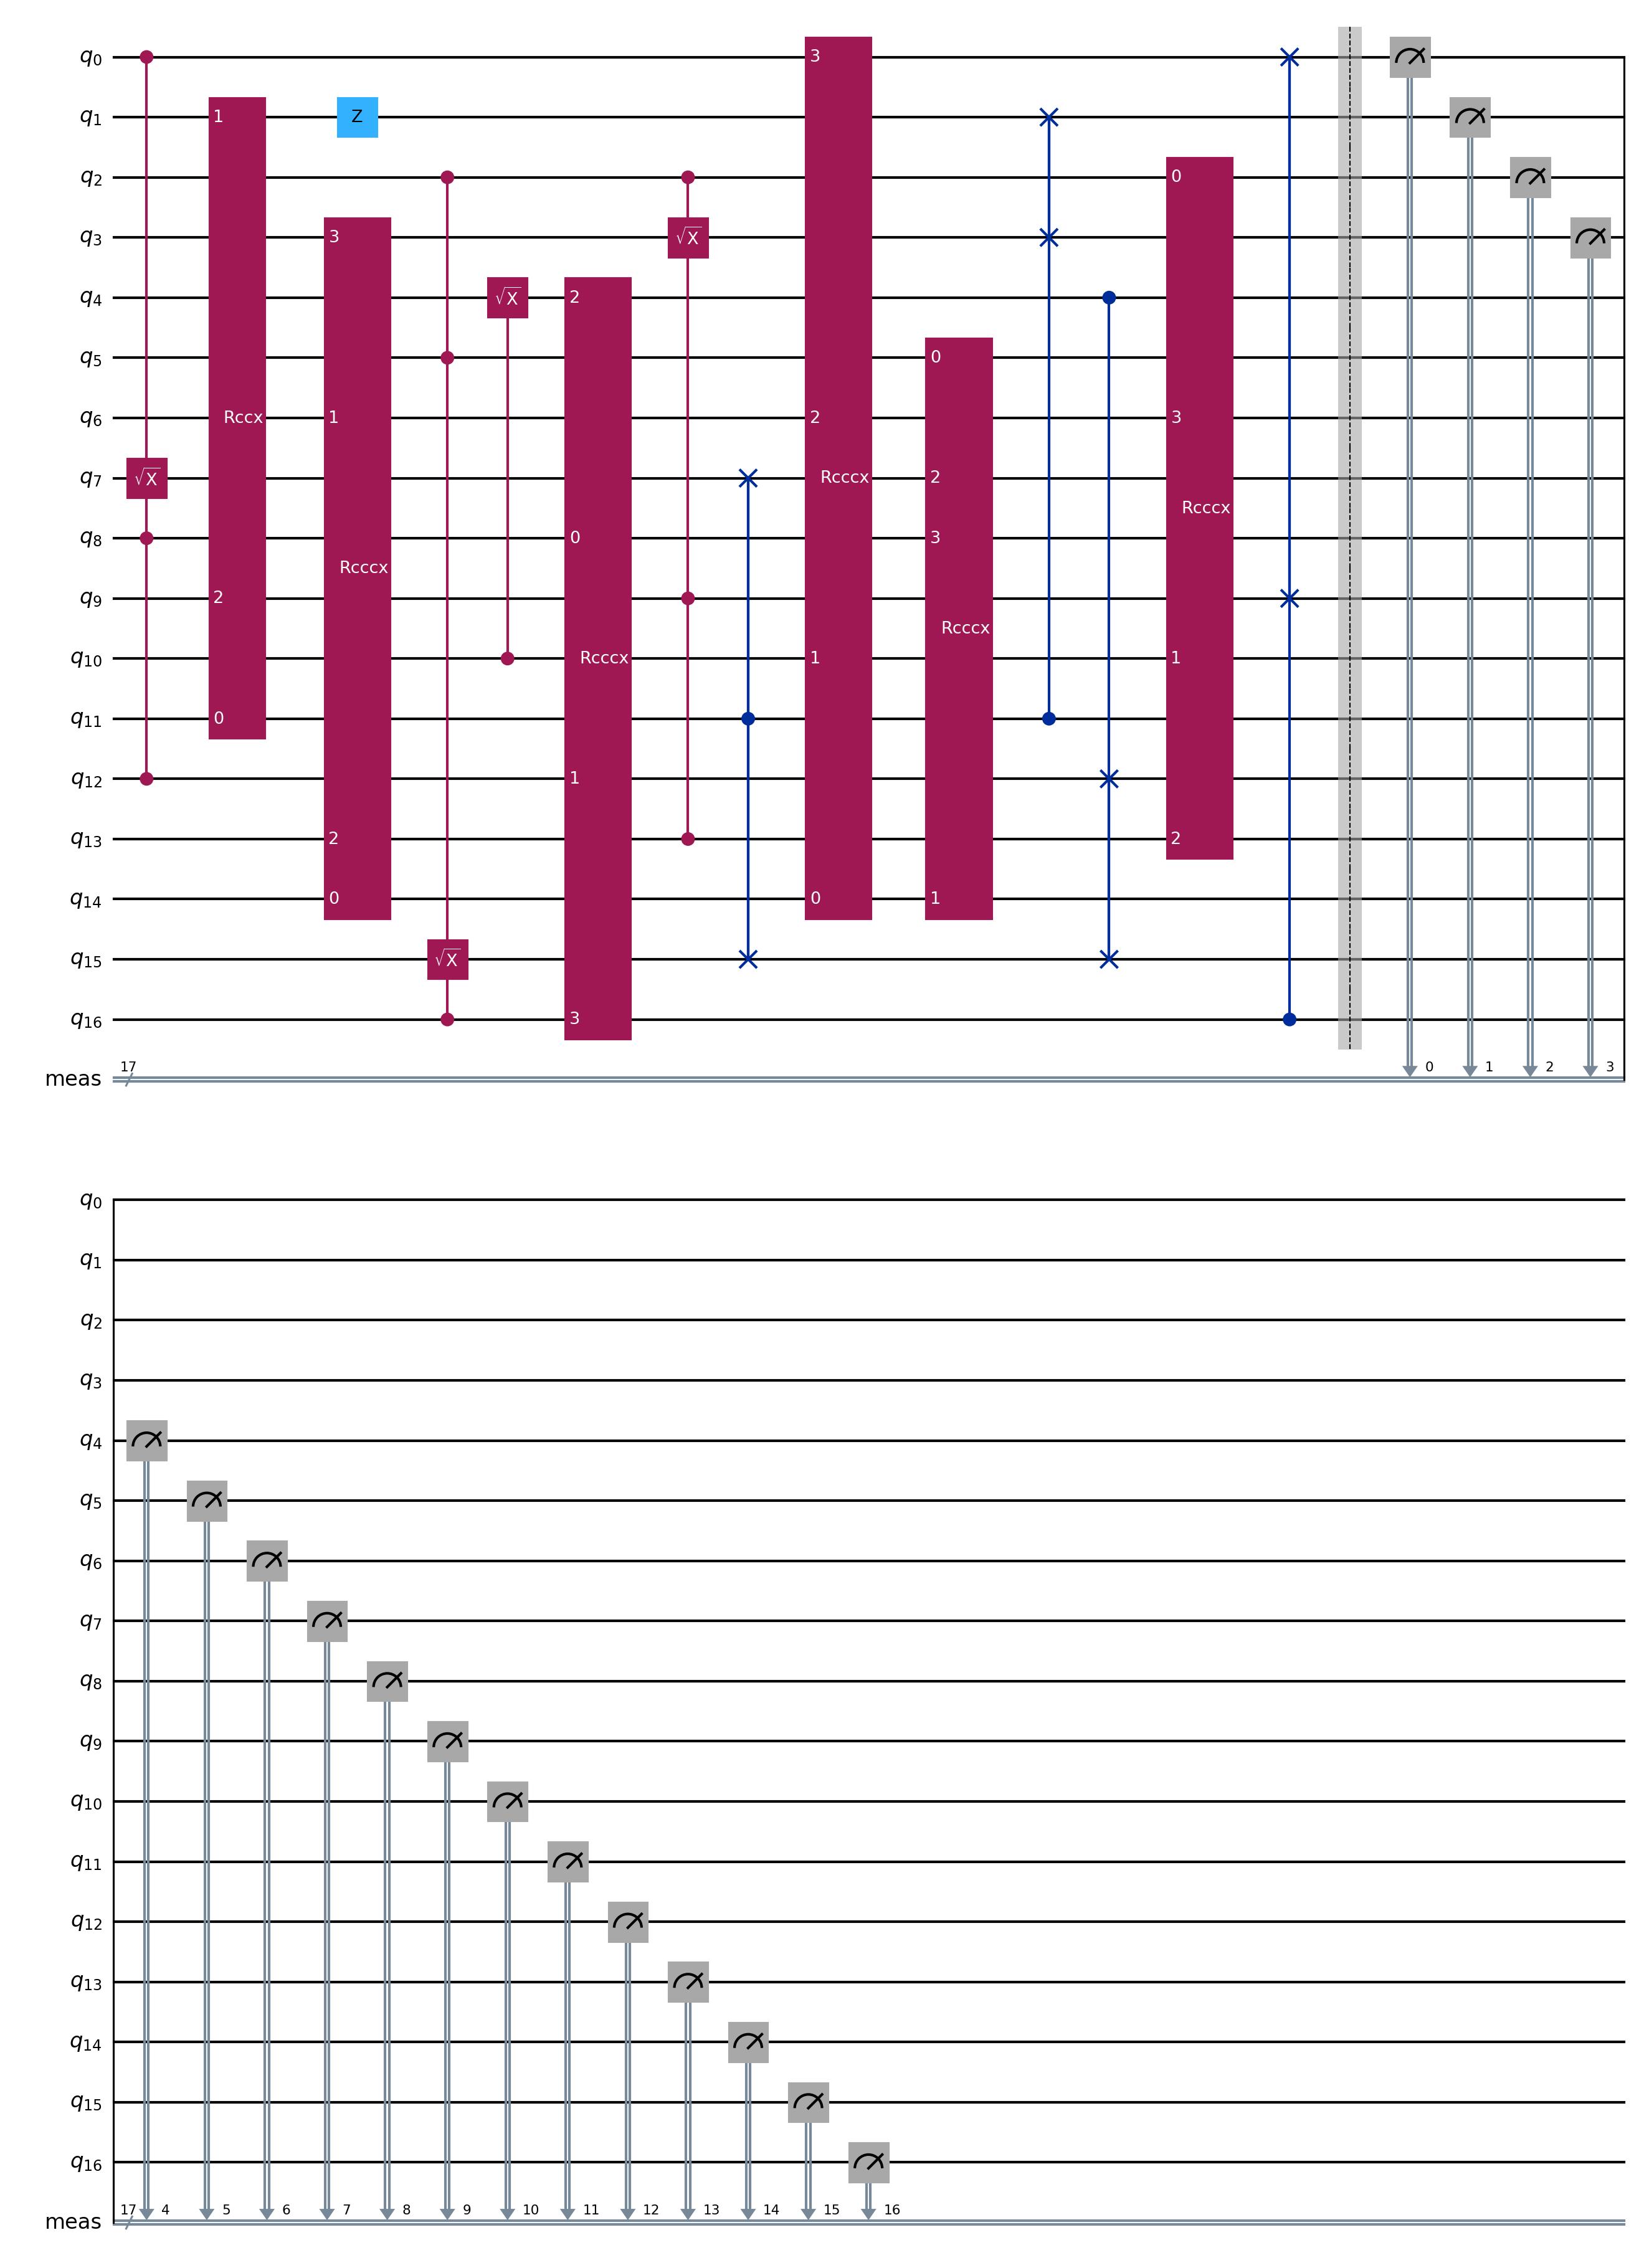 q0 3
q1 1 Z
q2 0
q3 3 √X
q4 √X 2
q5 0
q6 Rccx 1 2 3
q7 √X Rcccx 2
q8 0 3 Rcccx
Rcccx
q9 2 Rcccx
q10 Rcccx 1 1
q11 0
q12 1
q13 2 2
q14 0 0 1
q15 √X
q16 3
meas 17 0 1 2 3
q0
q1
q2
q3
q4
q5
q6
q7
q8
q9
q10
q11
q12
q13
q14
q15
q16
meas 17 4 5 6 7 8 9 10 11 12 13 14 15 16